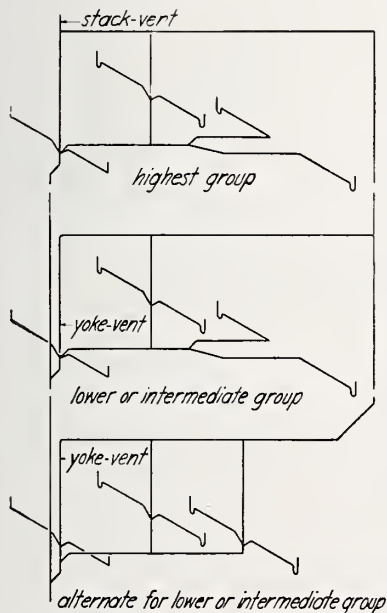 stack-vent
highest group
yoke-vent
lower or intermediate group
yoke-vent
alternate for lower or intermediate group